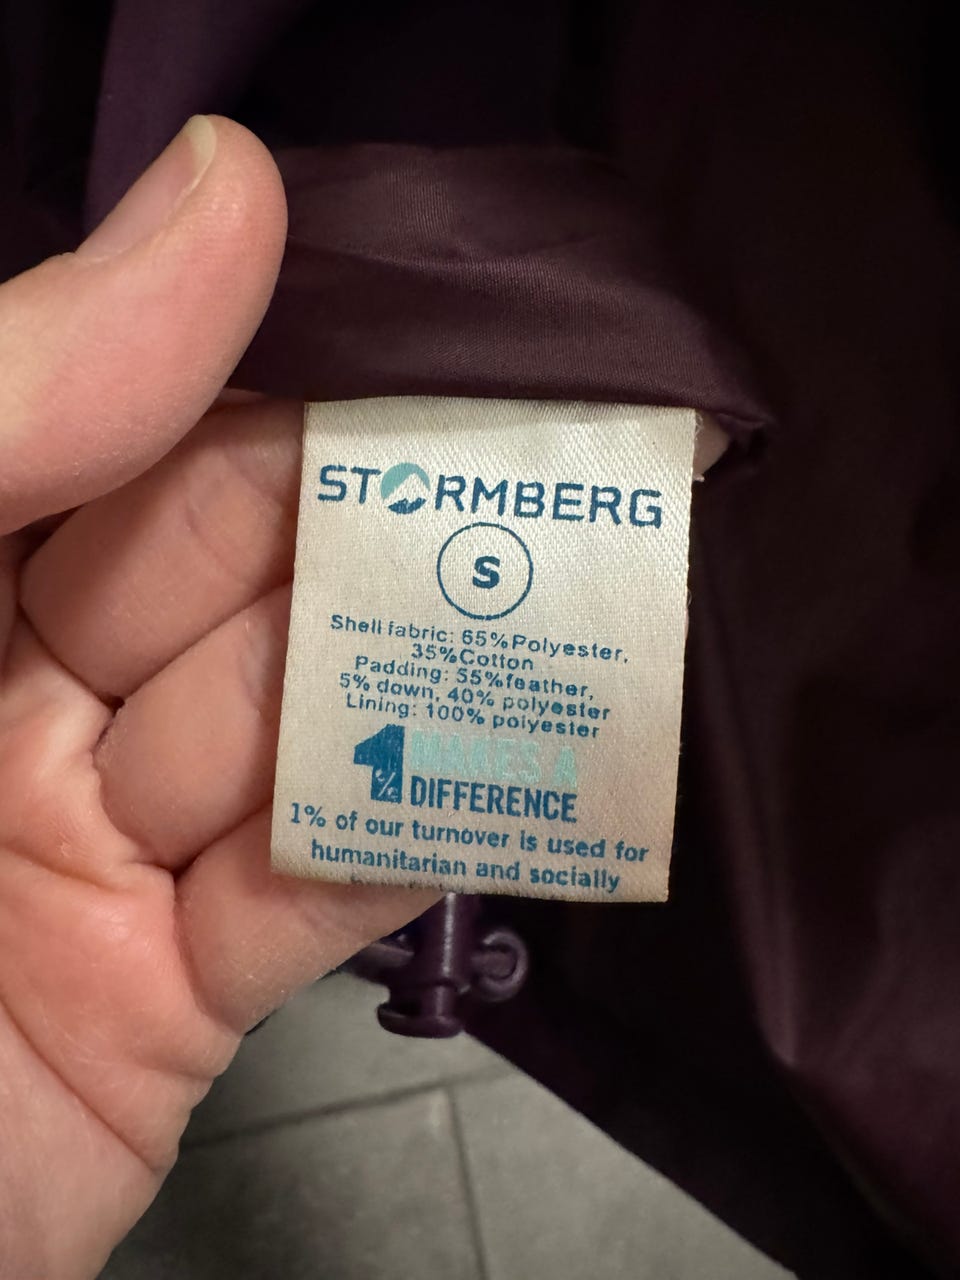 STORMBERG
S
Shell fabric: 65%Polyester,
35%Cotton
Padding: 55%feather,
5% down, 40% polyester
Lining: 100% polyester
1% MAKES A
DIFFERENCE
1% of our turnover is used for
humanitarian and socially